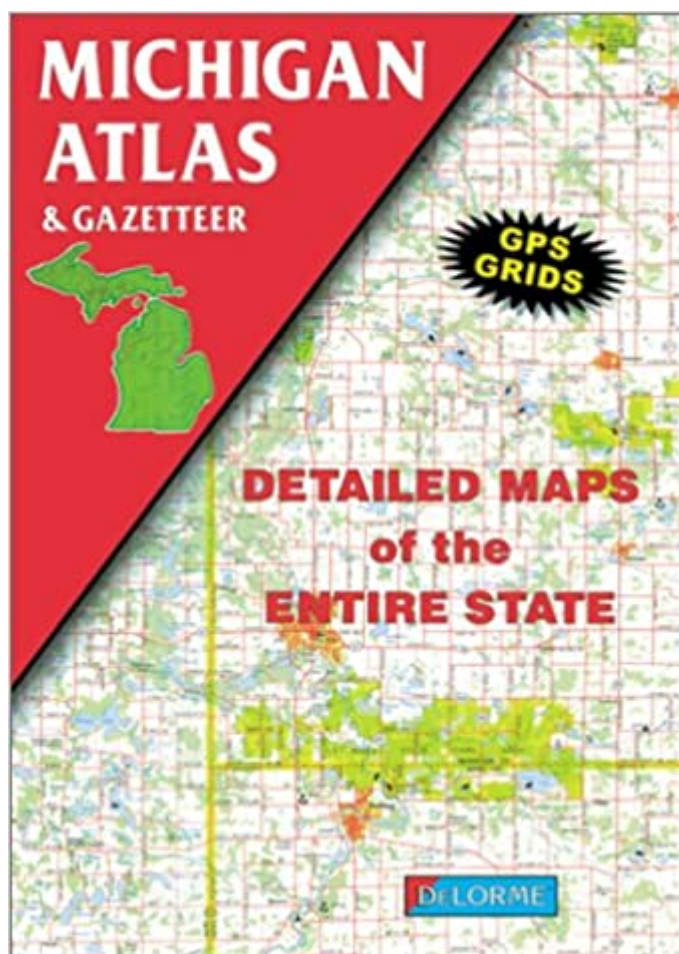 MICHIGAN
ATLAS
& GAZETTEER
GPS
GRIDS
DETAILED MAPS
of the
ENTIRE STATE
DELORME